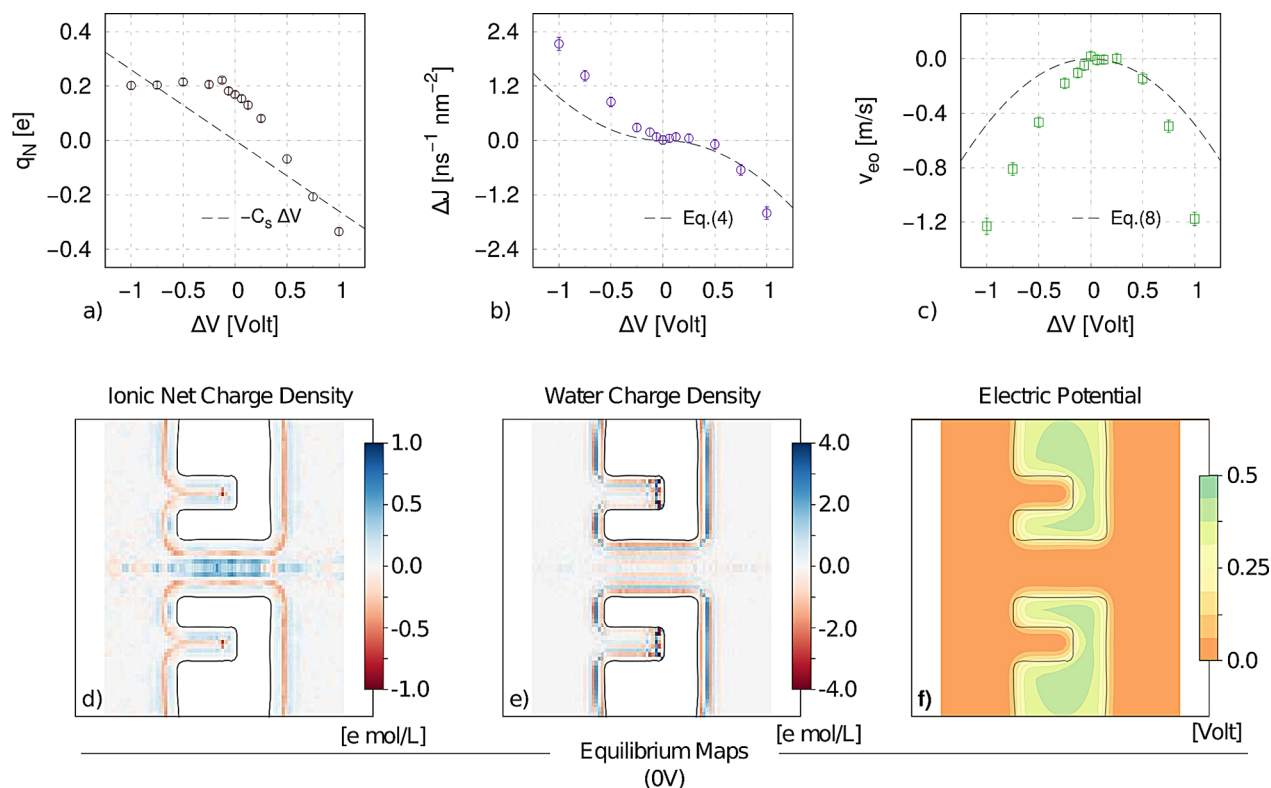 0.4
0.2
0.0
−0.2
−0.4
q_N [e]
−C_s ΔV
−1 −0.5 0 0.5 1
a)
ΔV [Volt]
2.4
1.2
0.0
−1.2
−2.4
ΔJ [ns⁻¹ nm⁻²]
Eq.(4)
−1 −0.5 0 0.5 1
b)
ΔV [Volt]
0.0
−0.4
−0.8
−1.2
v_eo [m/s]
Eq.(8)
−1 −0.5 0 0.5 1
c)
ΔV [Volt]
Ionic Net Charge Density
1.0
0.5
0.0
-0.5
-1.0
d)
[e mol/L]
Water Charge Density
4.0
2.0
0.0
-2.0
-4.0
e)
[e mol/L]
Electric Potential
0.5
0.25
0.0
f)
[Volt]
Equilibrium Maps
(0V)